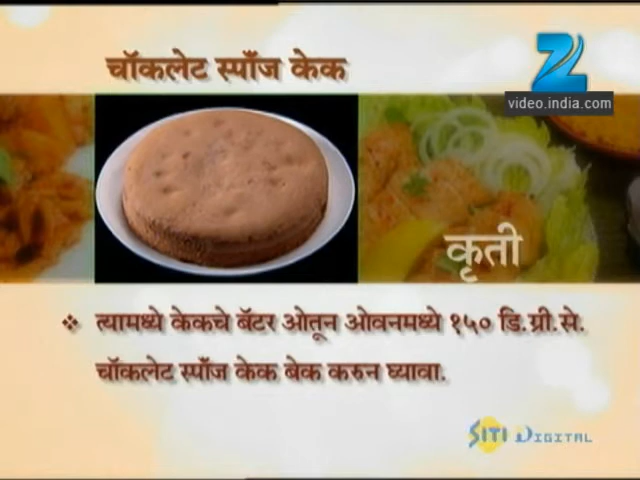 चॉकलेट स्पाँज केक
Z
video.india.com
कृती
❖ त्यामध्ये केकचे बॅटर ओतून ओवनमध्ये १५० डि.ग्री.से.
चॉकलेट स्पाँज केक बेक करुन घ्यावा.
SITI DIGITAL